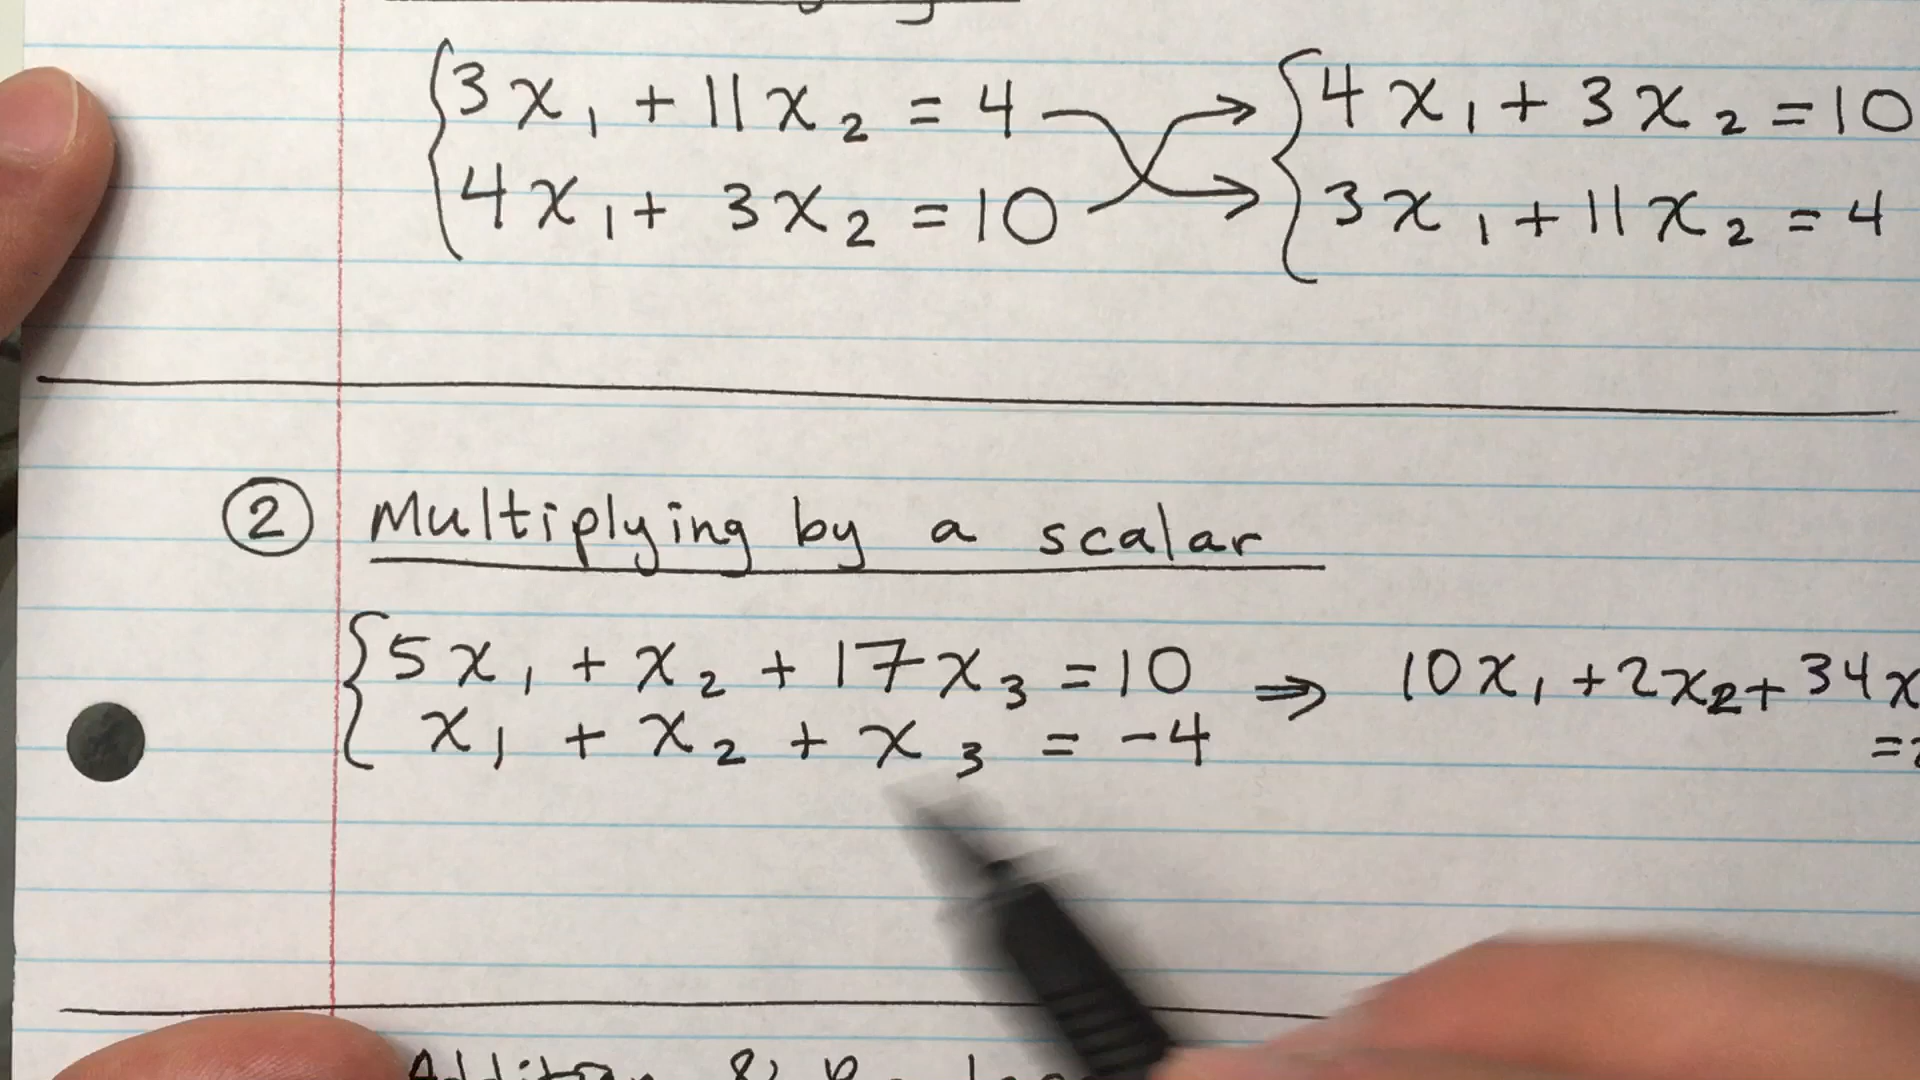 3x₁ + 11x₂ = 4 → 4x₁ + 3x₂ = 10
4x₁ + 3x₂ = 10 → 3x₁ + 11x₂ = 4
② Multiplying by a scalar
5x₁ + x₂ + 17x₃ = 10 ⇒ 10x₁ + 2x₂ + 34x
x₁ + x₂ + x₃ = -4 =
Addition &